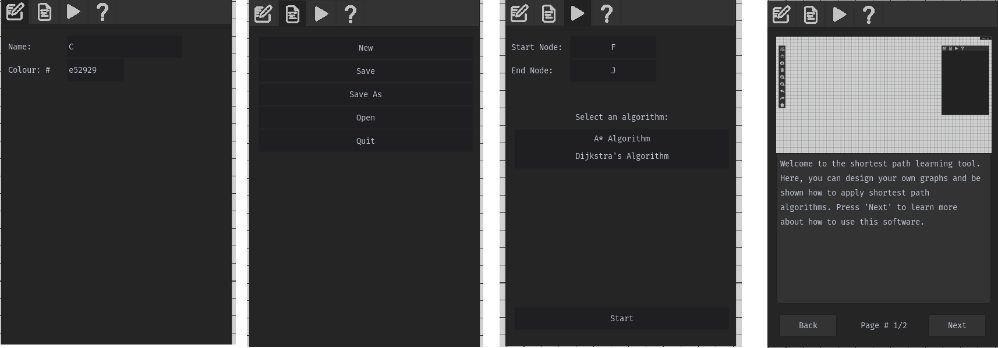 Name: C
Colour: # e52929
New
Save
Save As
Open
Quit
Start Node: F
End Node: J
Select an algorithm:
A* Algorithm
Dijkstra's Algorithm
Start
Welcome to the shortest path learning tool.
Here, you can design your own graphs and be
shown how to apply shortest path
algorithms. Press 'Next' to learn more
about how to use this software.
Back Page # 1/2 Next